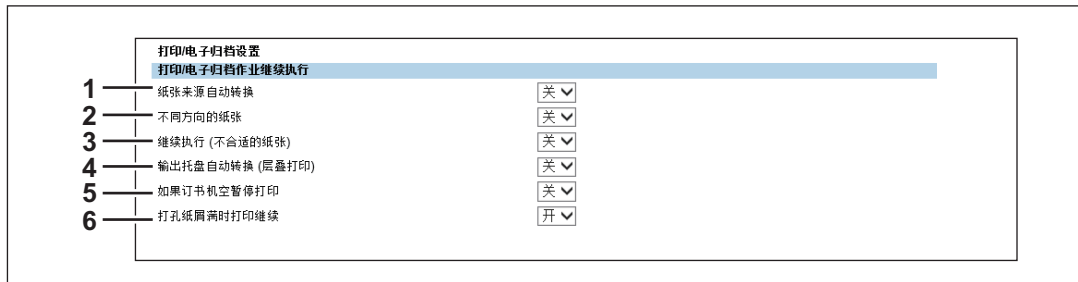 打印/电子归档设置
打印/电子归档作业继续执行
1 纸张来源自动转换 关
2 不同方向的纸张 关
3 继续执行 (不合适的纸张) 关
4 输出托盘自动转换 (层叠打印) 关
5 如果订书机空暂停打印 关
6 打孔纸屑满时打印继续 开